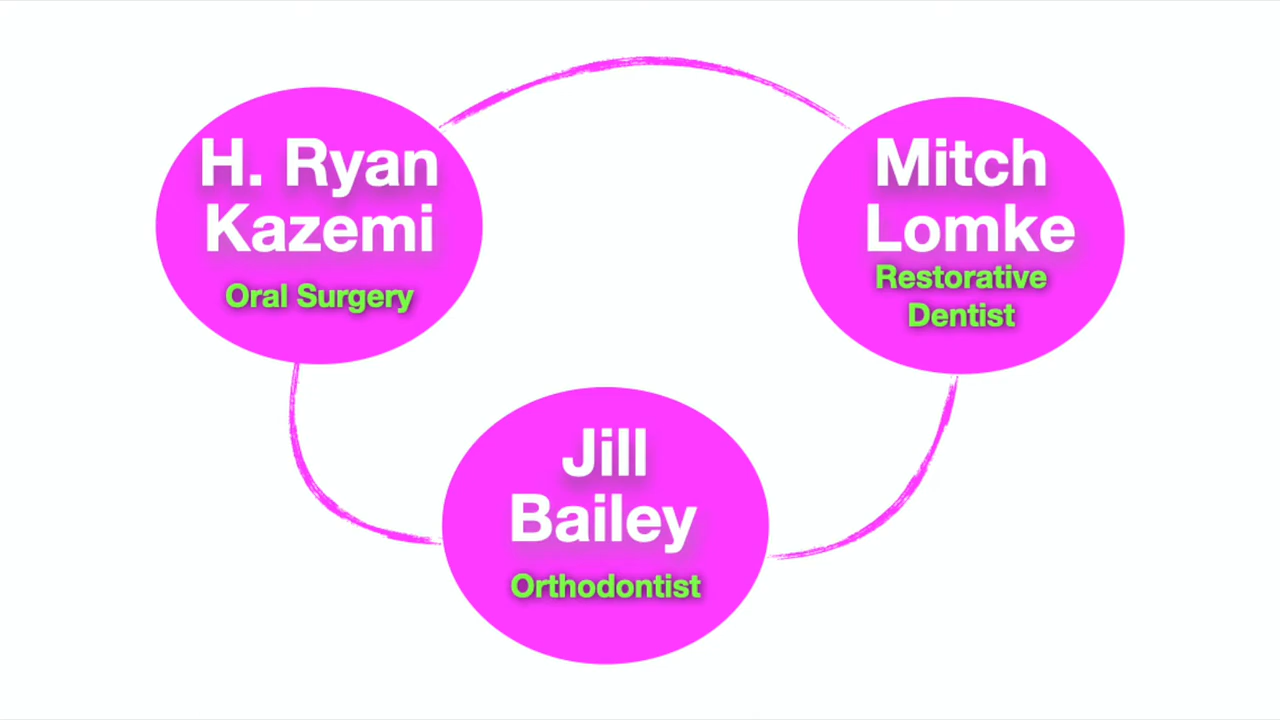 H. Ryan
Kazemi
Oral Surgery
Mitch
Lomke
Restorative
Dentist
Jill
Bailey
Orthodontist